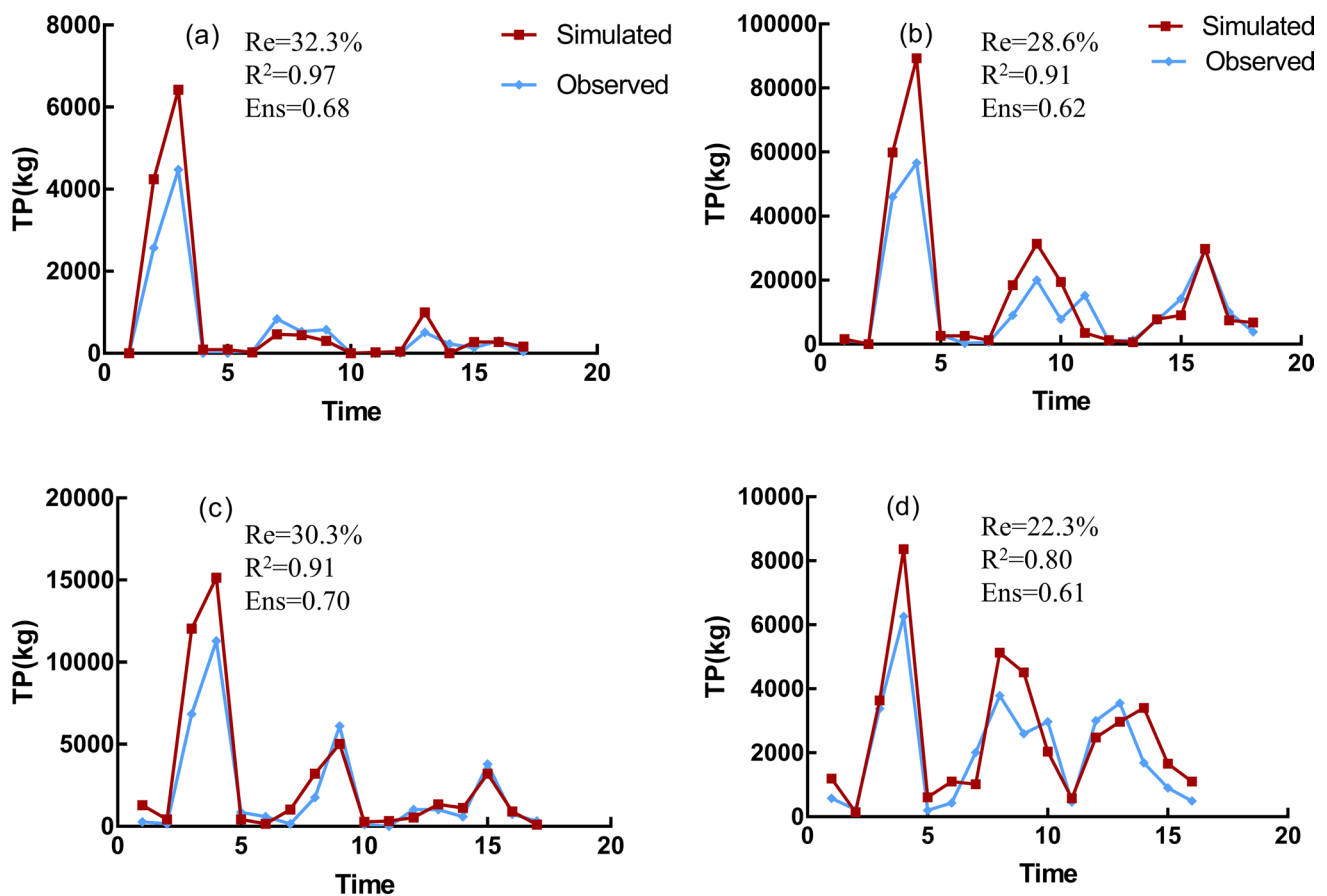 (a)
Re=32.3%
R²=0.97
Ens=0.68
Simulated
Observed
TP(kg)
8000
6000
4000
2000
0
0 5 10 15 20
Time
(b)
Re=28.6%
R²=0.91
Ens=0.62
Simulated
Observed
TP(kg)
100000
80000
60000
40000
20000
0
0 5 10 15 20
Time
(c)
Re=30.3%
R²=0.91
Ens=0.70
TP(kg)
20000
15000
10000
5000
0
0 5 10 15 20
Time
(d)
Re=22.3%
R²=0.80
Ens=0.61
TP(kg)
10000
8000
6000
4000
2000
0
0 5 10 15 20
Time